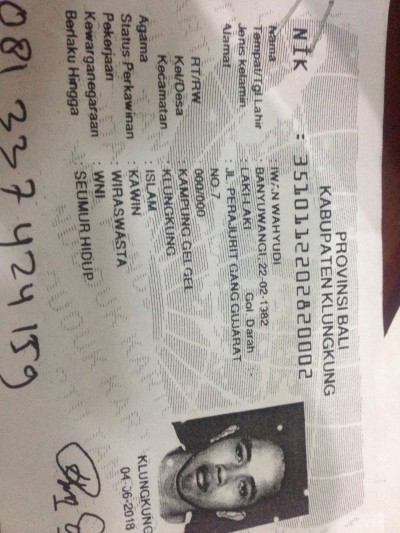 PROVINSI BALI
KABUPATEN KLUNGKUNG
NIK : 3510112202820002
Nama : IWAN WAHYUDI
Tempat/Tgl Lahir : BANYUWANGI, 22-02-1982
Jenis kelamin : LAKI-LAKI Gol Darah : -
Alamat : JL. PERAJURIT GANG GUJARAT
NO. 7
RT/RW : 000/000
Kel/Desa : KAMPUNG GELGEL
Kecamatan : KLUNGKUNG
Agama : ISLAM
Status Perkawinan : KAWIN
Pekerjaan : WIRASWASTA
Kewarganegaraan : WNI
Berlaku Hingga : SEUMUR HIDUP
KLUNGKUNG
04-06-2018
081 337 424 159